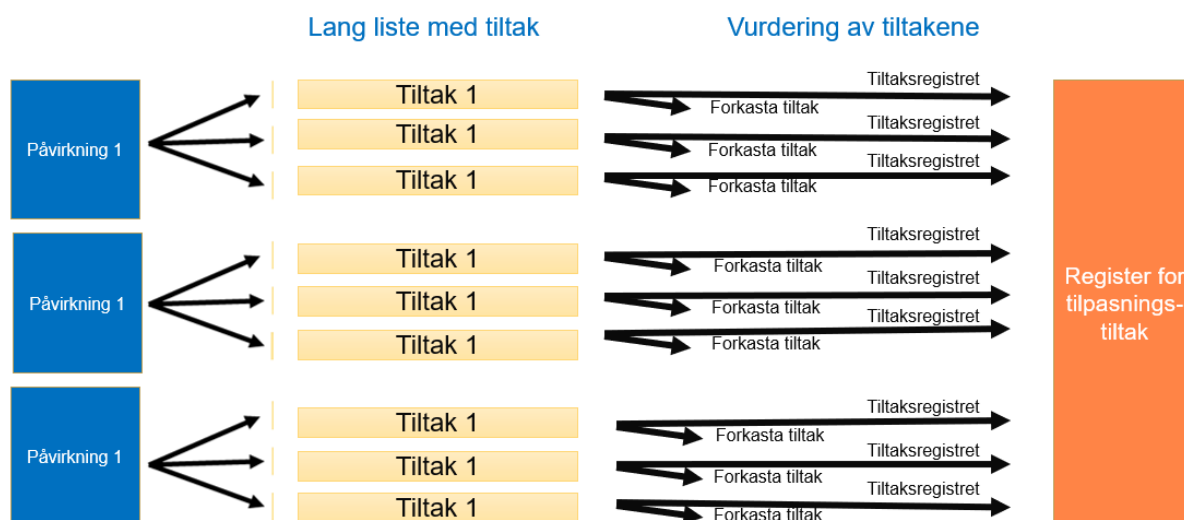 Lang liste med tiltak
Vurdering av tiltakene
Påvirkning 1
Tiltak 1
Tiltaksregistret
Forkasta tiltak
Tiltak 1
Tiltaksregistret
Forkasta tiltak
Tiltak 1
Tiltaksregistret
Forkasta tiltak
Påvirkning 1
Tiltak 1
Tiltaksregistret
Forkasta tiltak
Tiltak 1
Tiltaksregistret
Forkasta tiltak
Tiltak 1
Tiltaksregistret
Forkasta tiltak
Påvirkning 1
Tiltak 1
Tiltaksregistret
Forkasta tiltak
Tiltak 1
Tiltaksregistret
Forkasta tiltak
Tiltak 1
Tiltaksregistret
Forkasta tiltak
Register for
tilpasnings-
tiltak